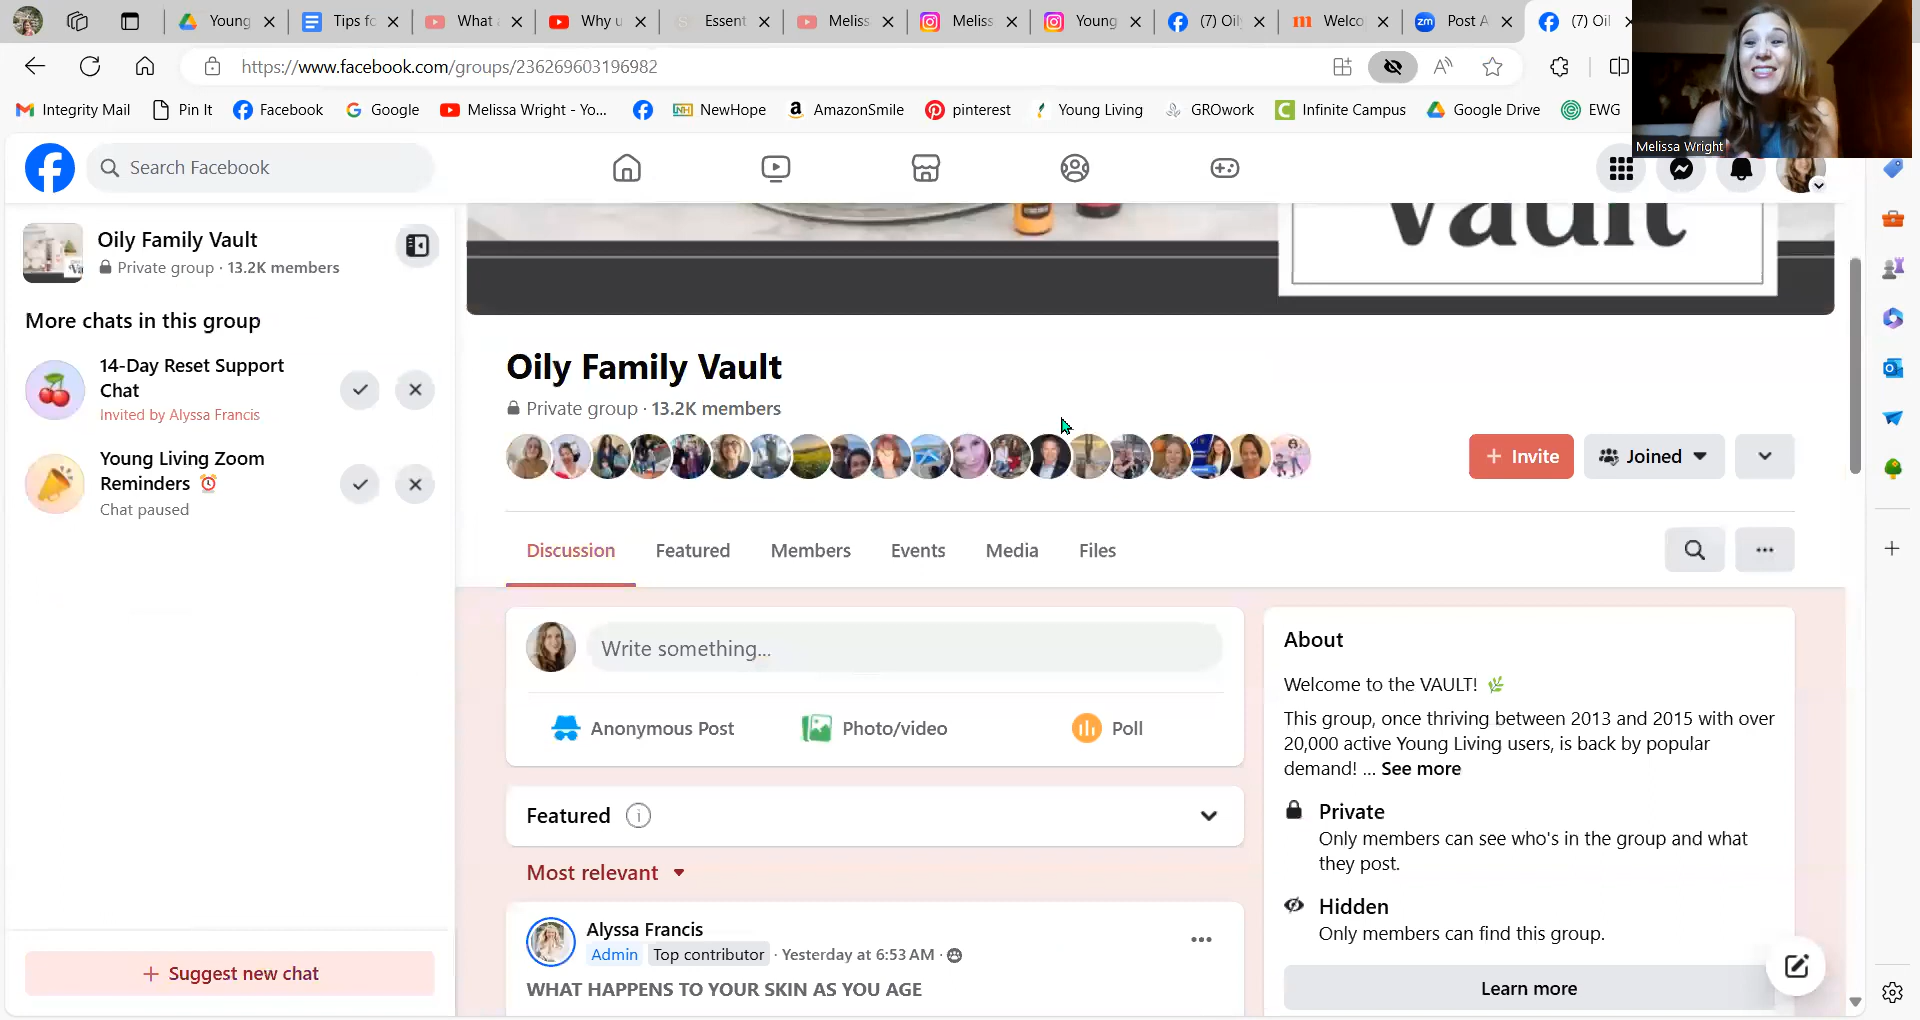 Young
Tips fo
What a
Why u
Essent
Meliss
Meliss
Young
(7) Oily
Welco
Post A
(7) Oil
https://www.facebook.com/groups/236269603196982
Integrity Mail
Pin It
Facebook
Google
Melissa Wright - Yo...
NewHope
AmazonSmile
pinterest
Young Living
GROwork
Infinite Campus
Google Drive
EWG
Melissa Wright
Search Facebook
Oily Family Vault
Private group · 13.2K members
More chats in this group
14-Day Reset Support
Chat
Invited by Alyssa Francis
Young Living Zoom
Reminders ⏰
Chat paused
+ Suggest new chat
Vault
Oily Family Vault
Private group · 13.2K members
+ Invite
Joined
Discussion
Featured
Members
Events
Media
Files
Write something...
Anonymous Post
Photo/video
Poll
Featured
Most relevant
Alyssa Francis
Admin Top contributor · Yesterday at 6:53 AM ·
WHAT HAPPENS TO YOUR SKIN AS YOU AGE
About
Welcome to the VAULT! 🌿
This group, once thriving between 2013 and 2015 with over
20,000 active Young Living users, is back by popular
demand! ... See more
Private
Only members can see who's in the group and what
they post.
Hidden
Only members can find this group.
Learn more